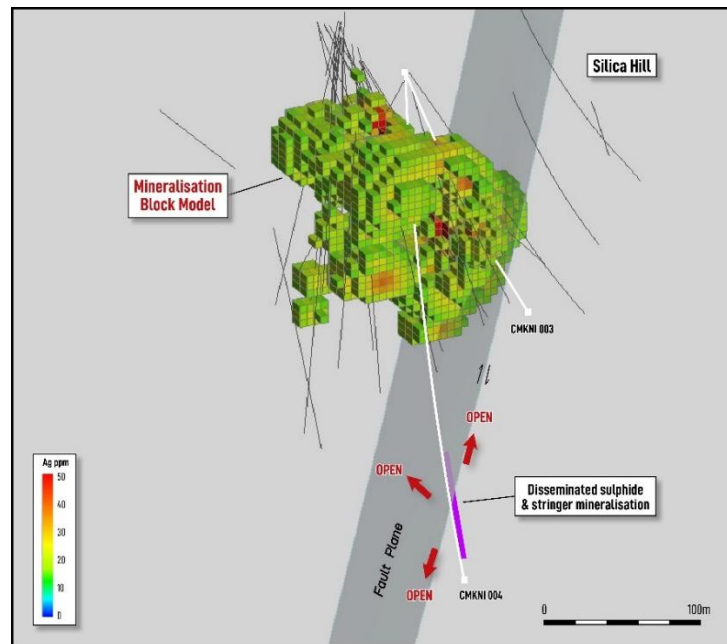 Silica Hill
Mineralisation
Block Model
CMKNI 003
OPEN
OPEN
Disseminated sulphide
& stringer mineralisation
Fault Plane
OPEN
CMKNI 004
Ag ppm
50
40
30
20
10
0
0
100m